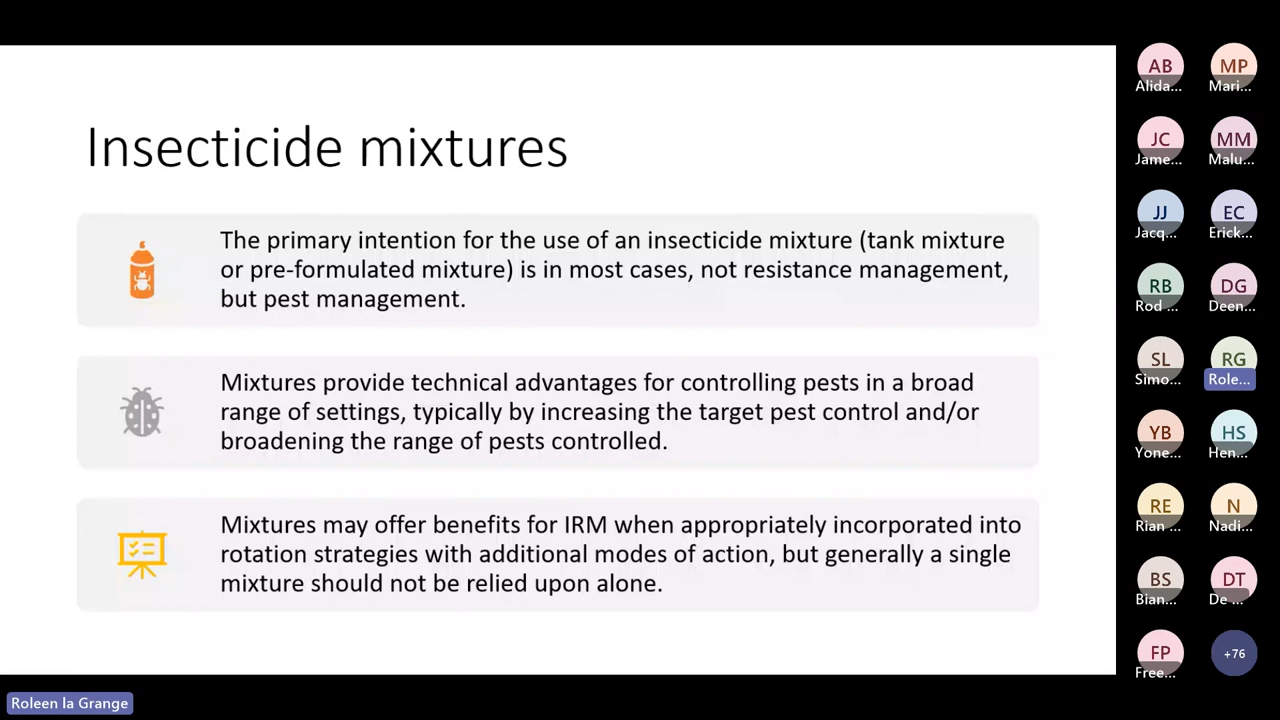 Insecticide mixtures
The primary intention for the use of an insecticide mixture (tank mixture
or pre-formulated mixture) is in most cases, not resistance management,
but pest management.
Mixtures provide technical advantages for controlling pests in a broad
range of settings, typically by increasing the target pest control and/or
broadening the range of pests controlled.
Mixtures may offer benefits for IRM when appropriately incorporated into
rotation strategies with additional modes of action, but generally a single
mixture should not be relied upon alone.
AB MP
Alida... Mari...
JC MM
Jame... Malu...
JJ EC
Jacq... Erick...
RB DG
Rod ... Deen...
SL RG
Simo... Role...
YB HS
Yone... Hen...
RE N
Rian ... Nadi...
BS DT
Bian... De ...
FP +76
Free...
Roleen la Grange